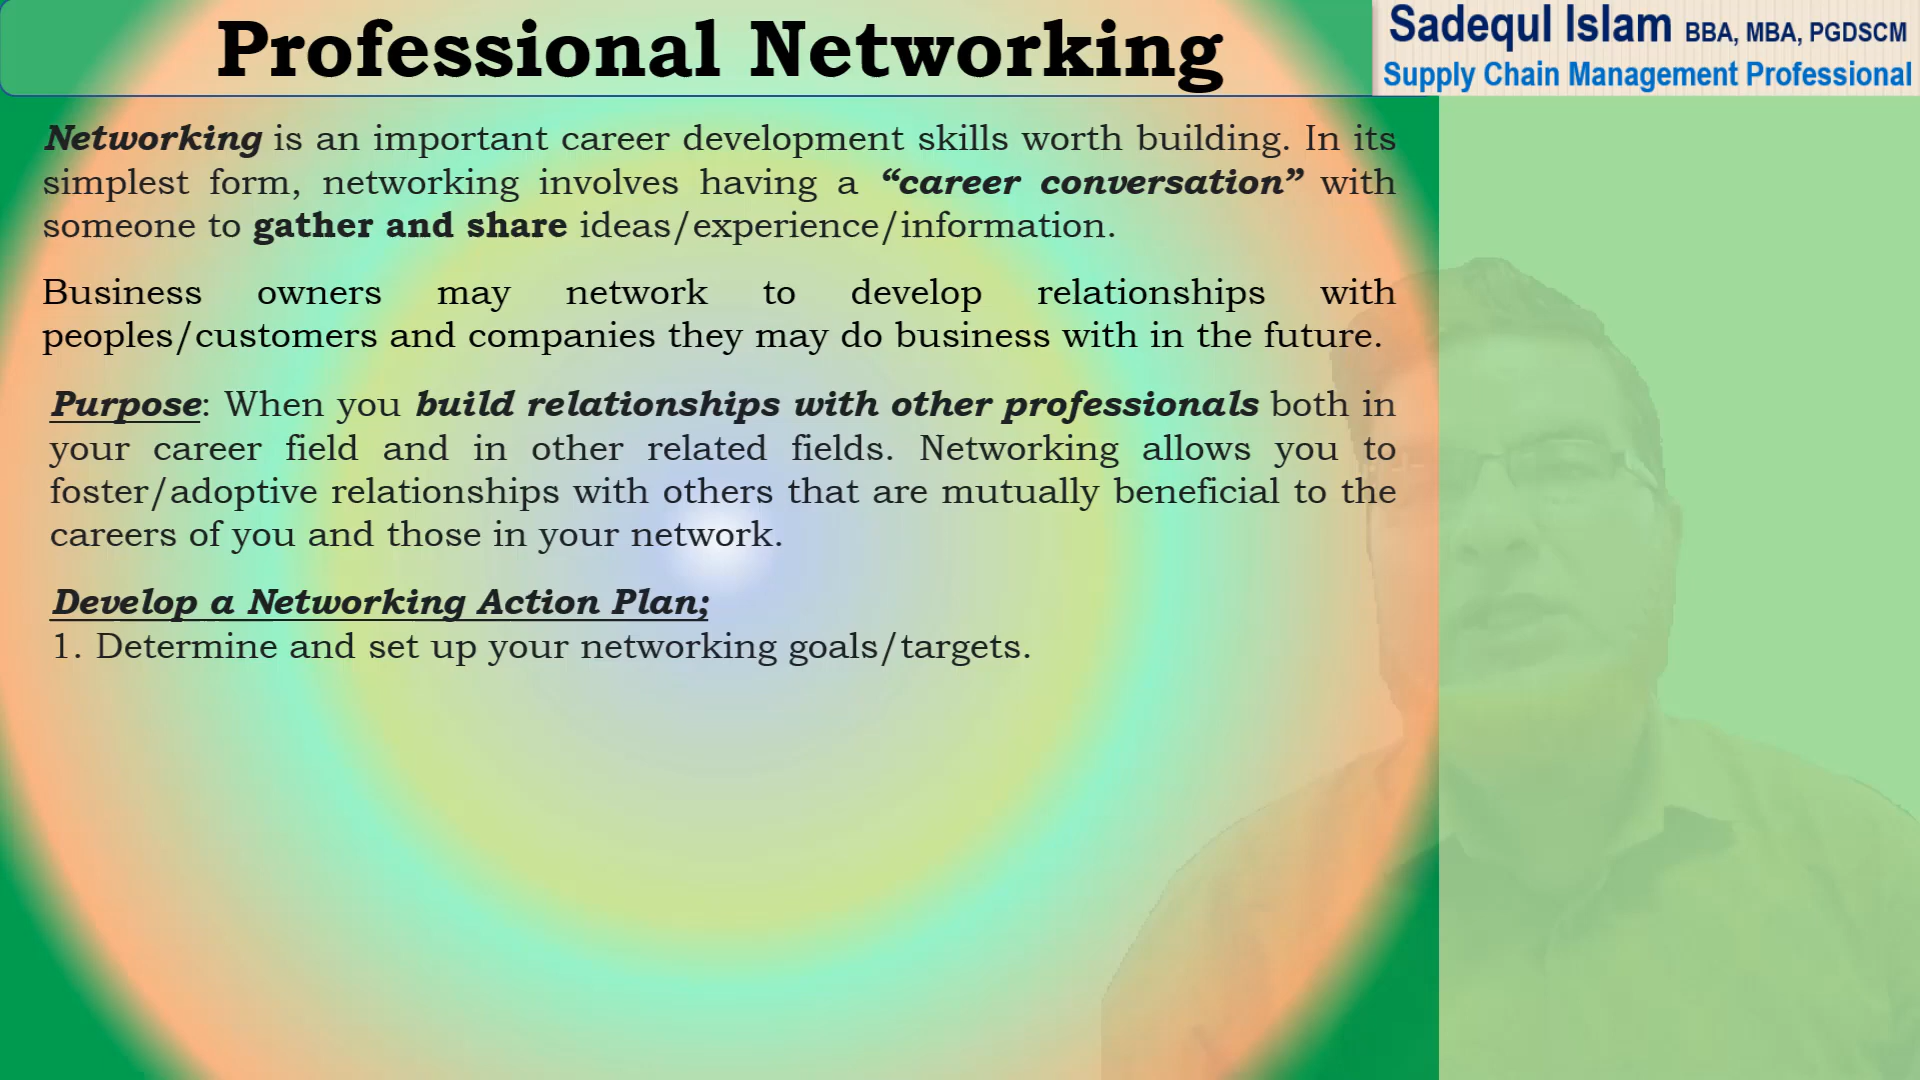 Professional Networking
Sadequl Islam BBA, MBA, PGDSCM
Supply Chain Management Professional
Networking is an important career development skills worth building. In its
simplest form, networking involves having a “career conversation” with
someone to gather and share ideas/experience/information.
Business owners may network to develop relationships with
peoples/customers and companies they may do business with in the future.
Purpose: When you build relationships with other professionals both in
your career field and in other related fields. Networking allows you to
foster/adoptive relationships with others that are mutually beneficial to the
careers of you and those in your network.
Develop a Networking Action Plan;
1. Determine and set up your networking goals/targets.